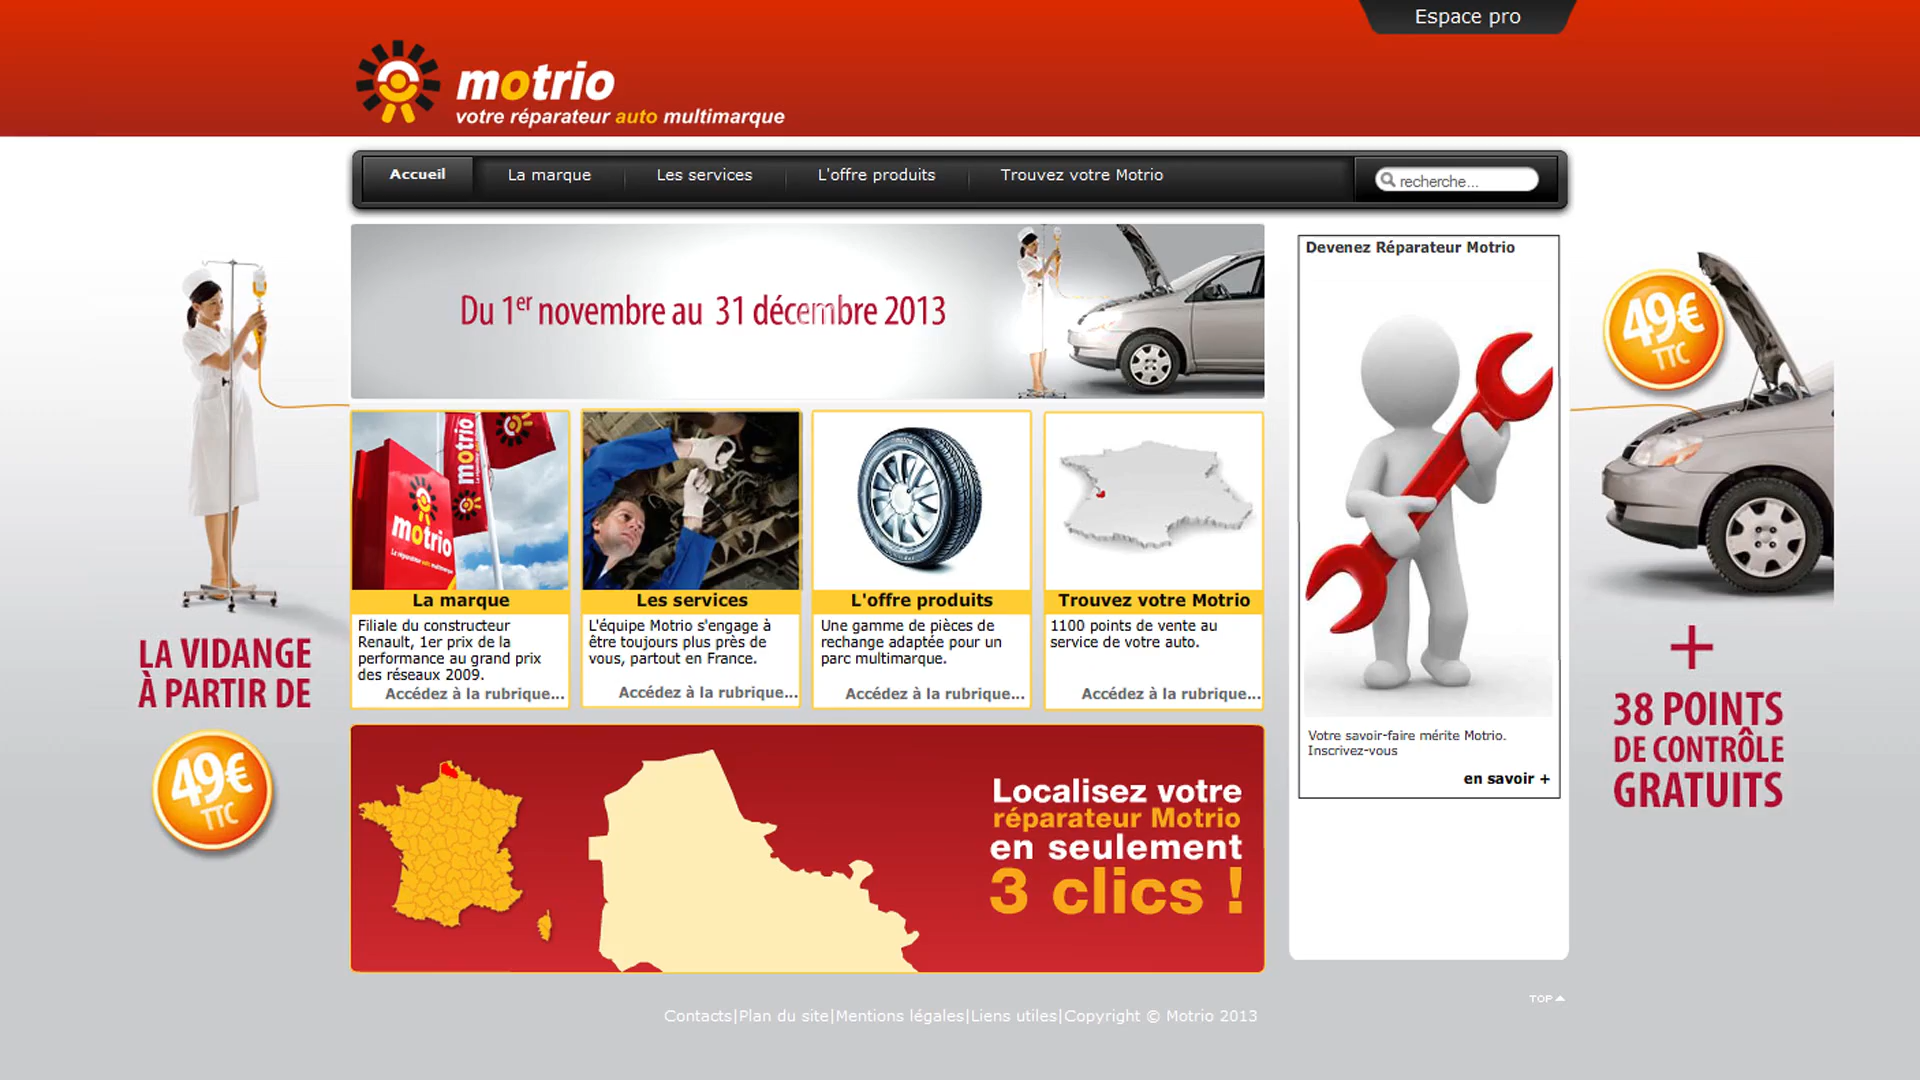 Espace pro
motrio
votre réparateur auto multimarque
Accueil
La marque
Les services
L'offre produits
Trouvez votre Motrio
recherche...
Du 1er novembre au 31 décembre 2013
Devenez Réparateur Motrio
49€
TTC
motrio
motrio
La marque
Filiale du constructeur
Renault, 1er prix de la
performance au grand prix
des réseaux 2009.
Accédez à la rubrique...
Les services
L'équipe Motrio s'engage à
être toujours plus près de
vous, partout en France.
Accédez à la rubrique...
L'offre produits
Une gamme de pièces de
rechange adaptée pour un
parc multimarque.
Accédez à la rubrique...
Trouvez votre Motrio
1100 points de vente au
service de votre auto.
Accédez à la rubrique...
LA VIDANGE
À PARTIR DE
49€
TTC
Votre savoir-faire mérite Motrio.
Inscrivez-vous
en savoir +
+
38 POINTS
DE CONTRÔLE
GRATUITS
Localisez votre
réparateur Motrio
en seulement
3 clics !
TOP
Contacts|Plan du site|Mentions légales|Liens utiles|Copyright © Motrio 2013